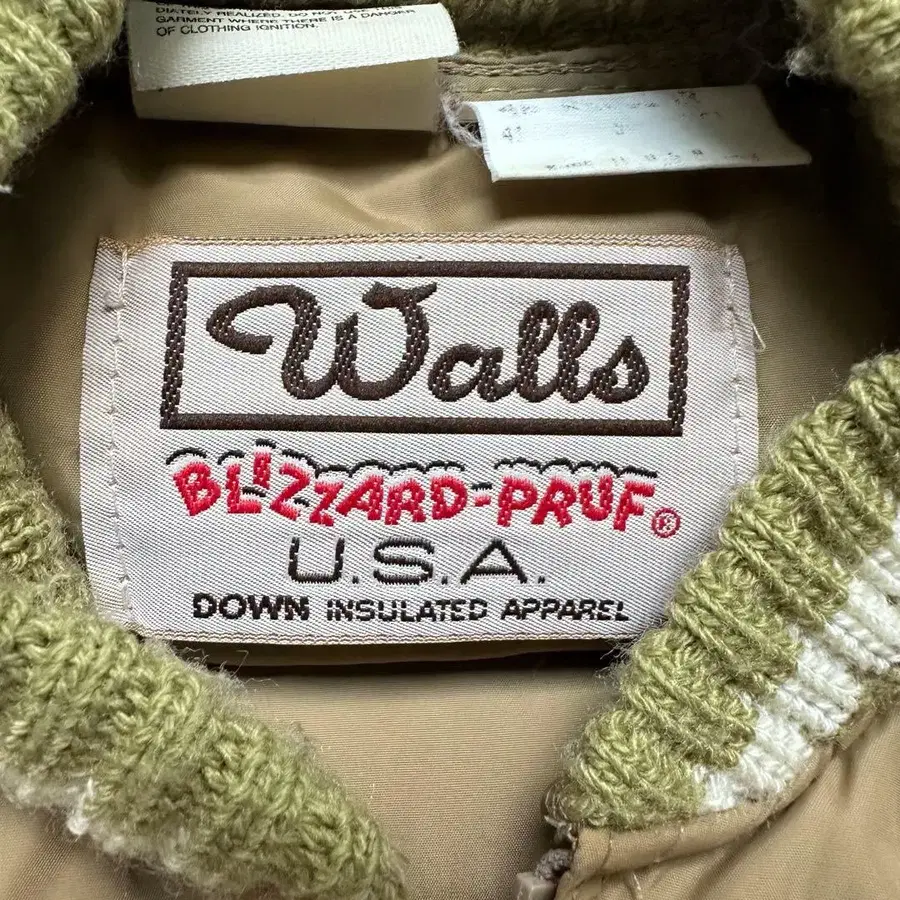 GARMENT WHERE THERE IS A DANGER
OF CLOTHING IGNITION.
Walls
BLIZZARD-PRUF®
U.S.A.
DOWN INSULATED APPAREL